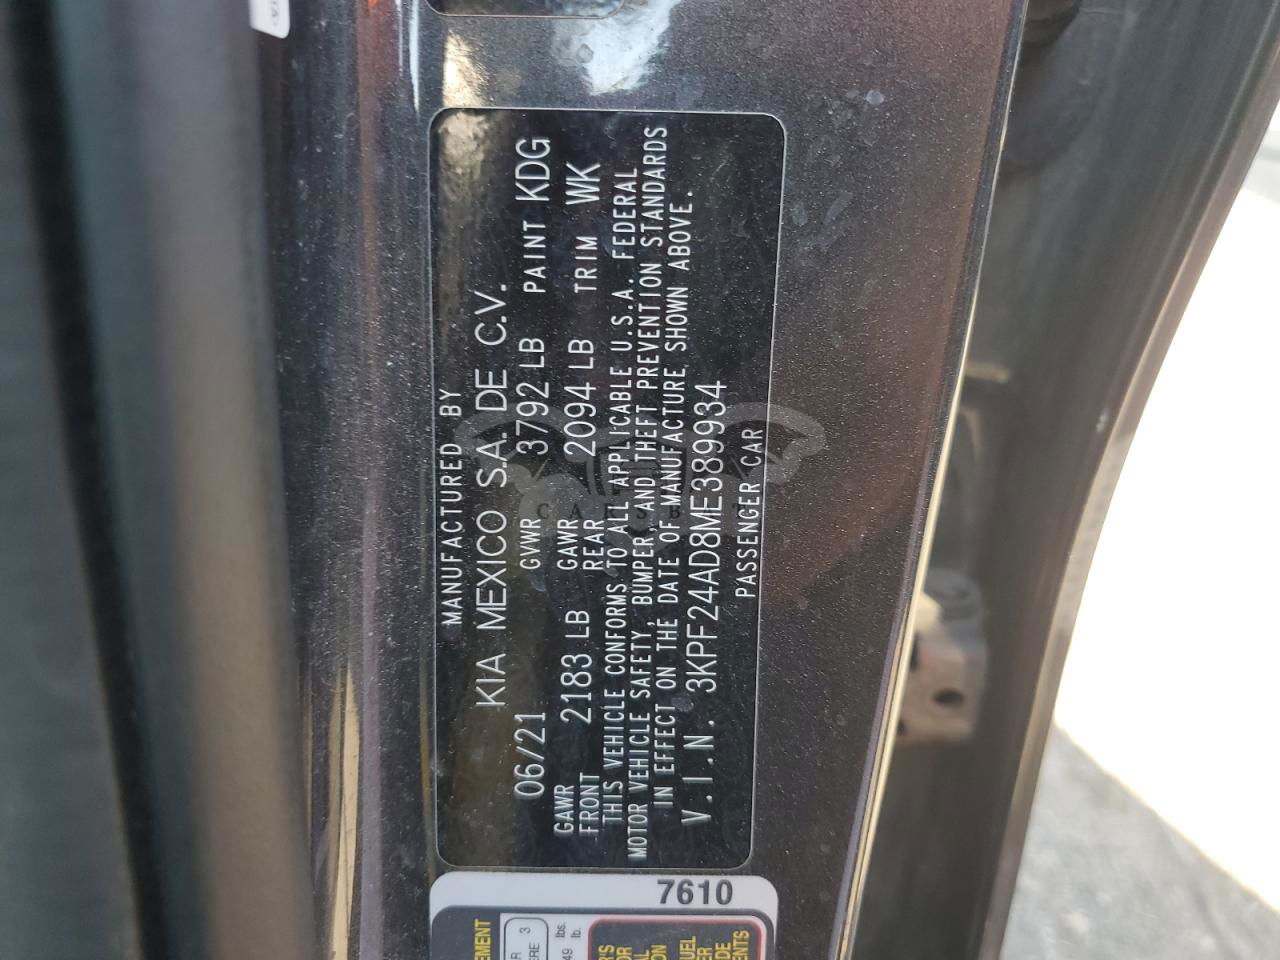 MANUFACTURED BY
KIA MEXICO S.A. DE C.V.
06/21 GVWR 3792 LB PAINT KDG
GAWR FRONT 2183 LB GAWR REAR 2094 LB TRIM WK
THIS VEHICLE CONFORMS TO ALL APPLICABLE U.S.A. FEDERAL
MOTOR VEHICLE SAFETY, BUMPER, AND THEFT PREVENTION STANDARDS
IN EFFECT ON THE DATE OF MANUFACTURE SHOWN ABOVE.
V.I.N. 3KPF24AD8ME389934
PASSENGER CAR
7610